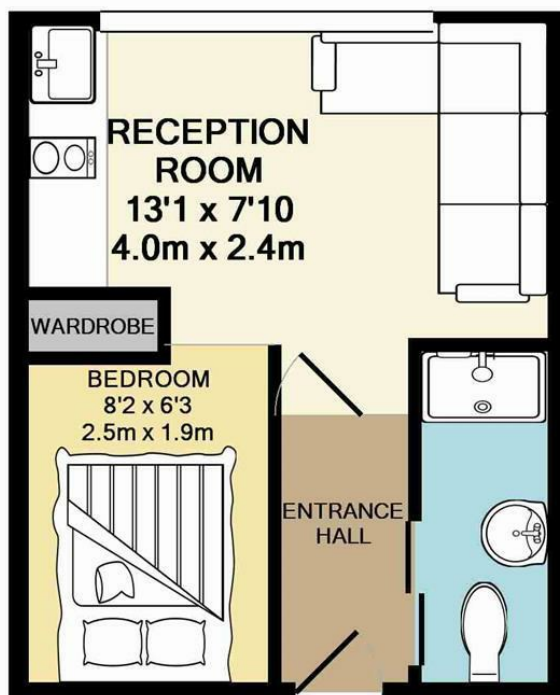 RECEPTION
ROOM
13'1 x 7'10
4.0m x 2.4m
WARDROBE
BEDROOM
8'2 x 6'3
2.5m x 1.9m
ENTRANCE
HALL